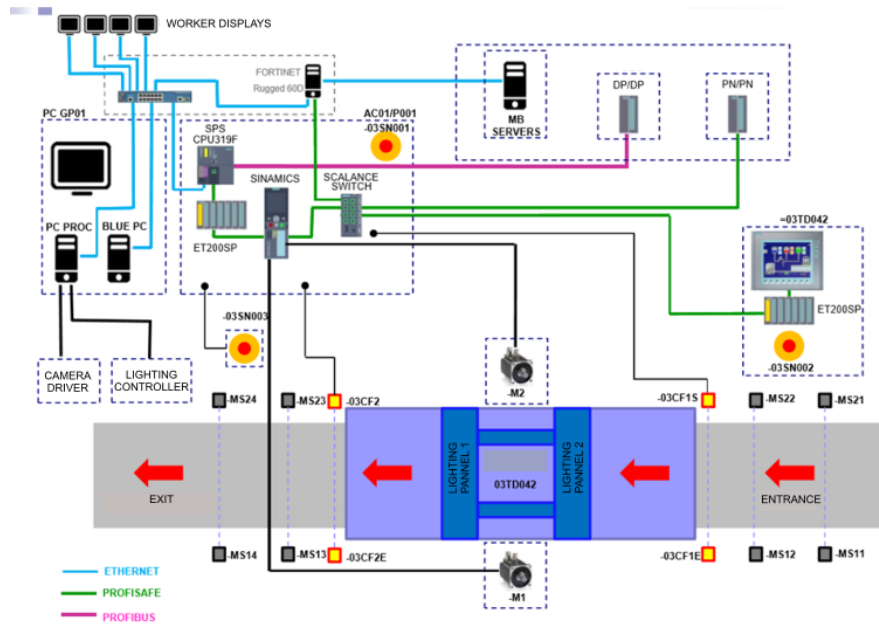 WORKER DISPLAYS
FORTINET
Rugged 60D
MB
SERVERS
DP/DP
PN/PN
PC GP01
SPS
CPU319F
AC01/P001
-03SN001
SINAMICS
SCALANCE
SWITCH
ET200SP
PC PROC
BLUE PC
=03TD042
ET200SP
-03SN002
-03SN003
CAMERA
DRIVER
LIGHTING
CONTROLLER
-M2
-MS24
-MS23
-03CF2
-03CF1S
-MS22
-MS21
LIGHTING
PANNEL 1
03TD042
LIGHTING
PANNEL 2
EXIT
ENTRANCE
-MS14
-MS13
-03CF2E
-03CF1E
-MS12
-MS11
-M1
ETHERNET
PROFISAFE
PROFIBUS